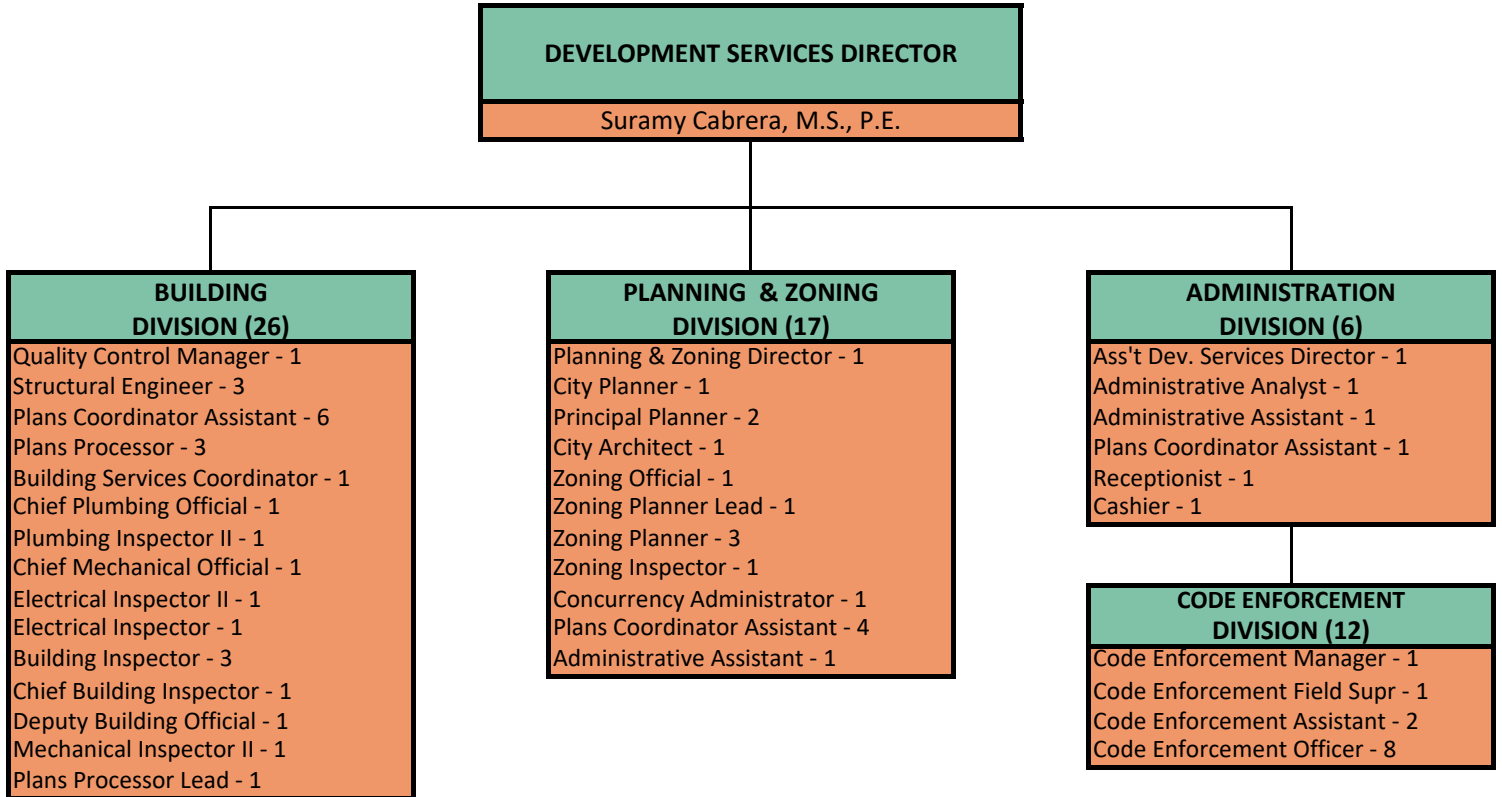 DEVELOPMENT SERVICES DIRECTOR
Suramy Cabrera, M.S., P.E.
BUILDING
DIVISION (26)
Quality Control Manager - 1
Structural Engineer - 3
Plans Coordinator Assistant - 6
Plans Processor - 3
Building Services Coordinator - 1
Chief Plumbing Official - 1
Plumbing Inspector II - 1
Chief Mechanical Official - 1
Electrical Inspector II - 1
Electrical Inspector - 1
Building Inspector - 3
Chief Building Inspector - 1
Deputy Building Official - 1
Mechanical Inspector II - 1
Plans Processor Lead - 1
PLANNING & ZONING
DIVISION (17)
Planning & Zoning Director - 1
City Planner - 1
Principal Planner - 2
City Architect - 1
Zoning Official - 1
Zoning Planner Lead - 1
Zoning Planner - 3
Zoning Inspector - 1
Concurrency Administrator - 1
Plans Coordinator Assistant - 4
Administrative Assistant - 1
ADMINISTRATION
DIVISION (6)
Ass't Dev. Services Director - 1
Administrative Analyst - 1
Administrative Assistant - 1
Plans Coordinator Assistant - 1
Receptionist - 1
Cashier - 1
CODE ENFORCEMENT
DIVISION (12)
Code Enforcement Manager - 1
Code Enforcement Field Supr - 1
Code Enforcement Assistant - 2
Code Enforcement Officer - 8